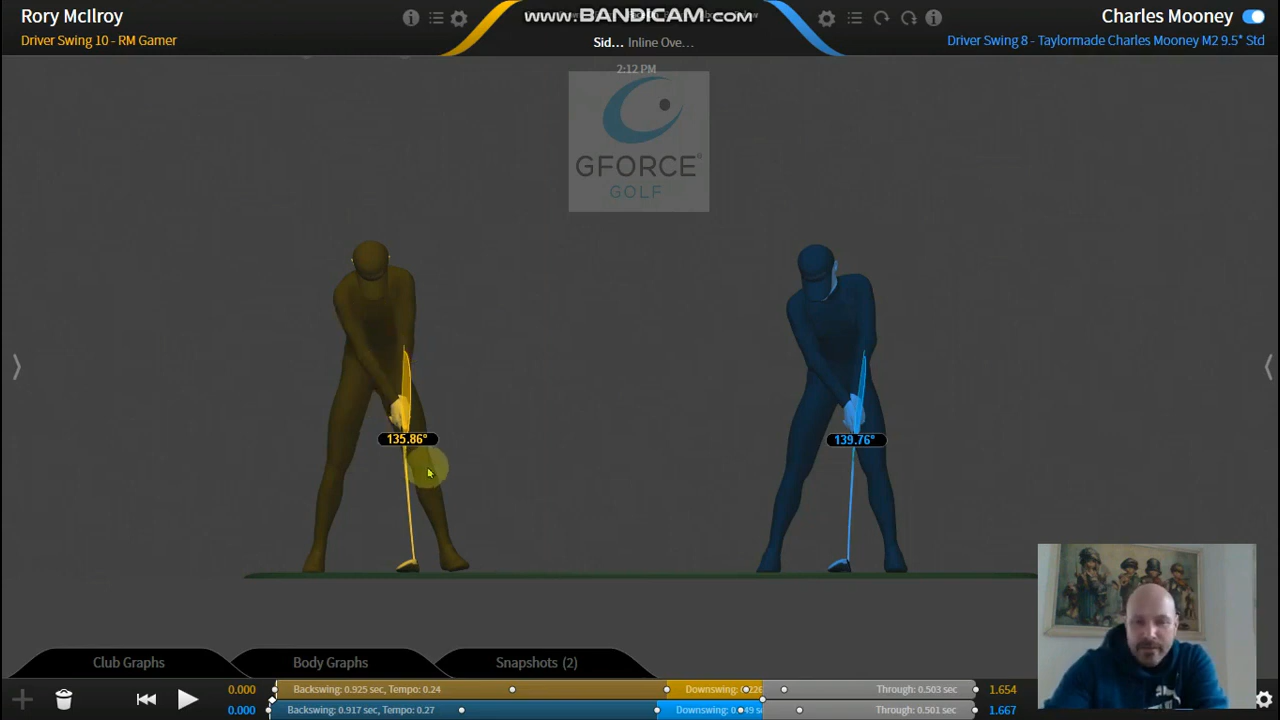 Rory McIlroy
Driver Swing 10 - RM Gamer
www.BANDICAM.com
Sid... Inline Ove...
Charles Mooney
Driver Swing 8 - Taylormade Charles Mooney M2 9.5* Std
2:12 PM
GFORCE
GOLF
135.86°
139.76°
Club Graphs
Body Graphs
Snapshots (2)
0.000
Backswing: 0.925 sec, Tempo: 0.24
Downswing:
Through: 0.503 sec
1.654
0.000
Backswing: 0.917 sec, Tempo: 0.27
Downswing:
Through: 0.501 sec
1.667